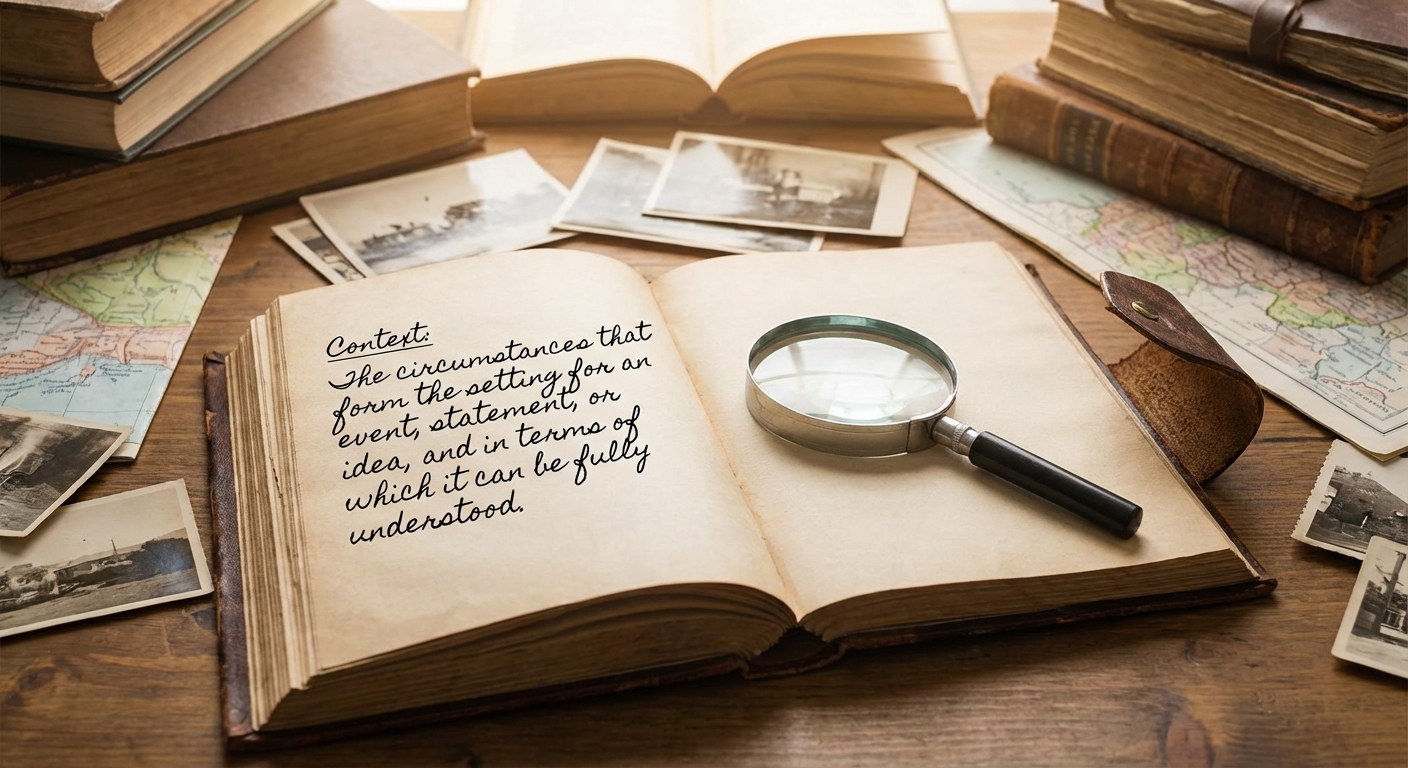 Context:
The circumstances that
form the setting for an
event, statement, or
idea, and in terms of
which it can be fully
understood.